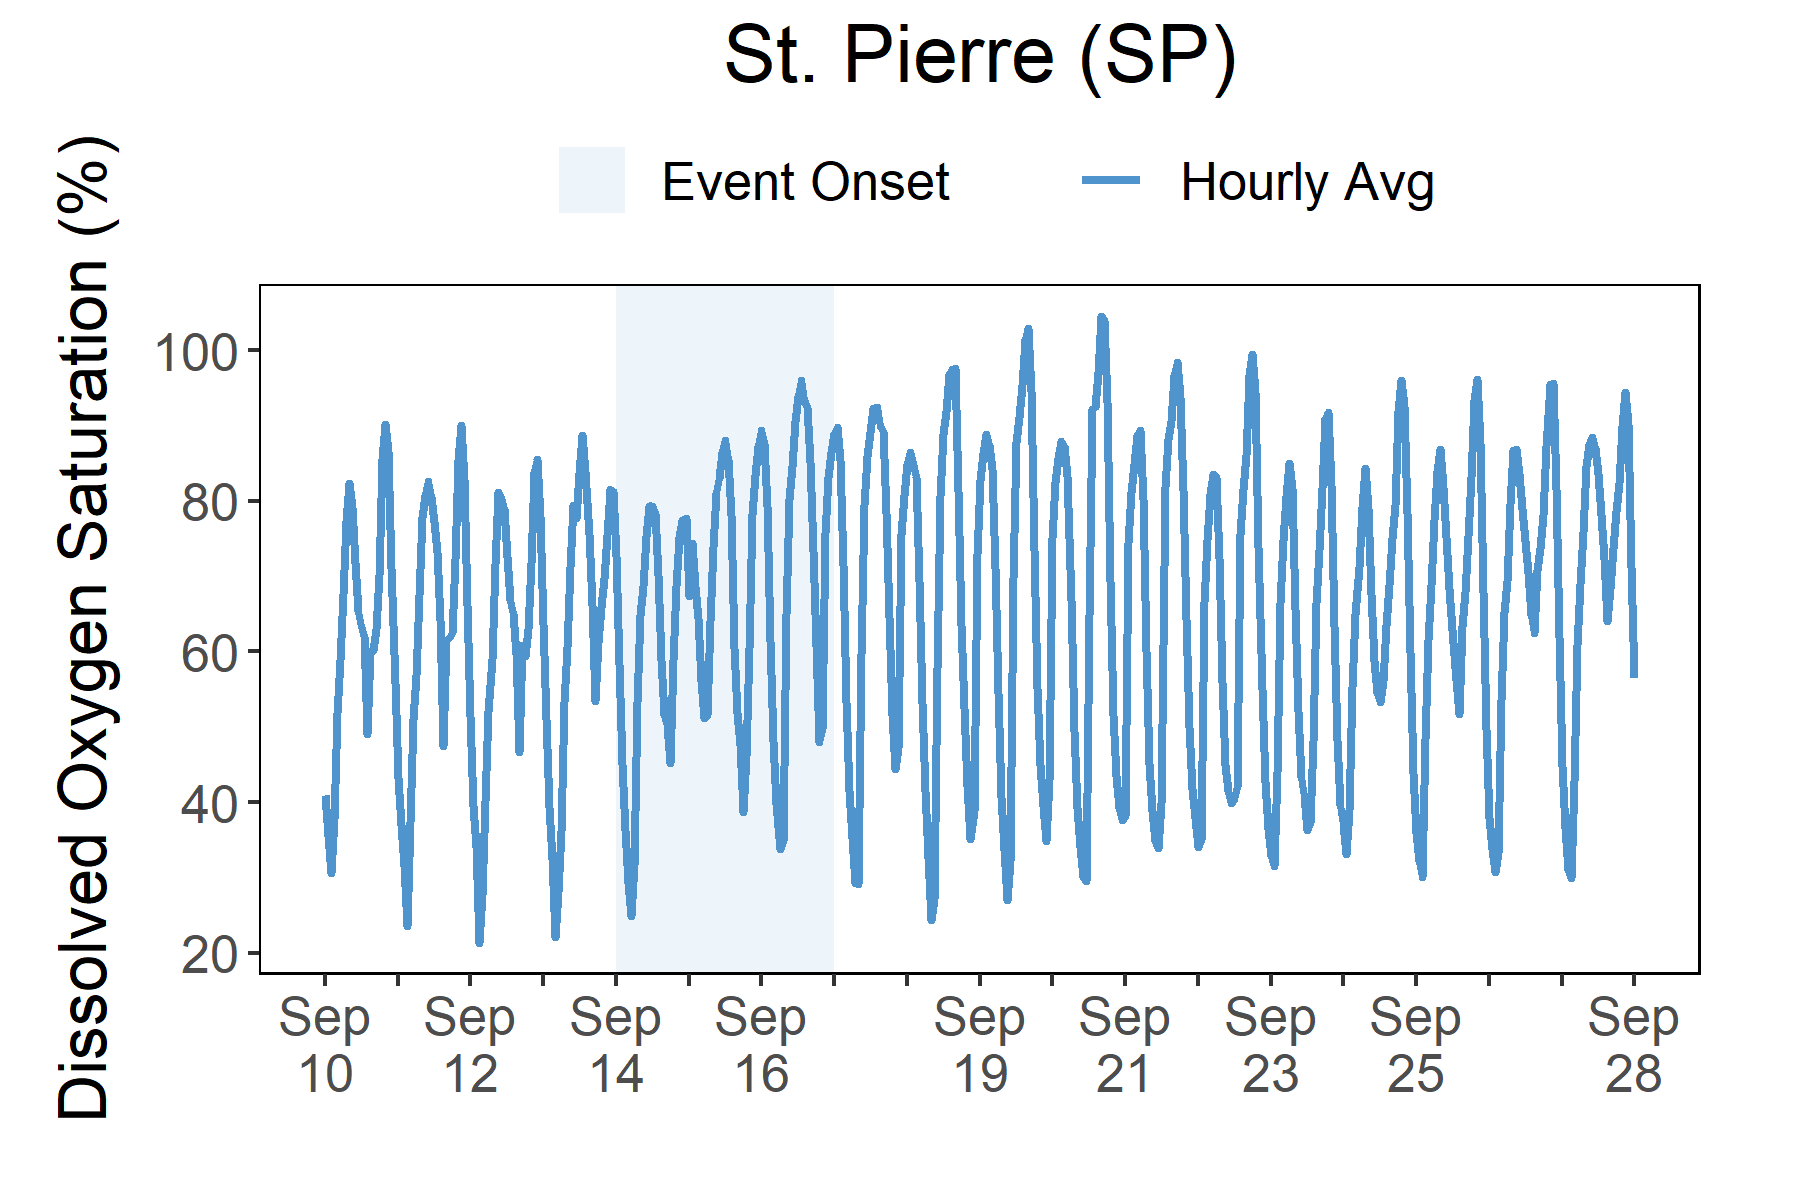 St. Pierre (SP)
Event Onset
Hourly Avg
Dissolved Oxygen Saturation (%)
100
80
60
40
20
Sep 10
Sep 12
Sep 14
Sep 16
Sep 19
Sep 21
Sep 23
Sep 25
Sep 28